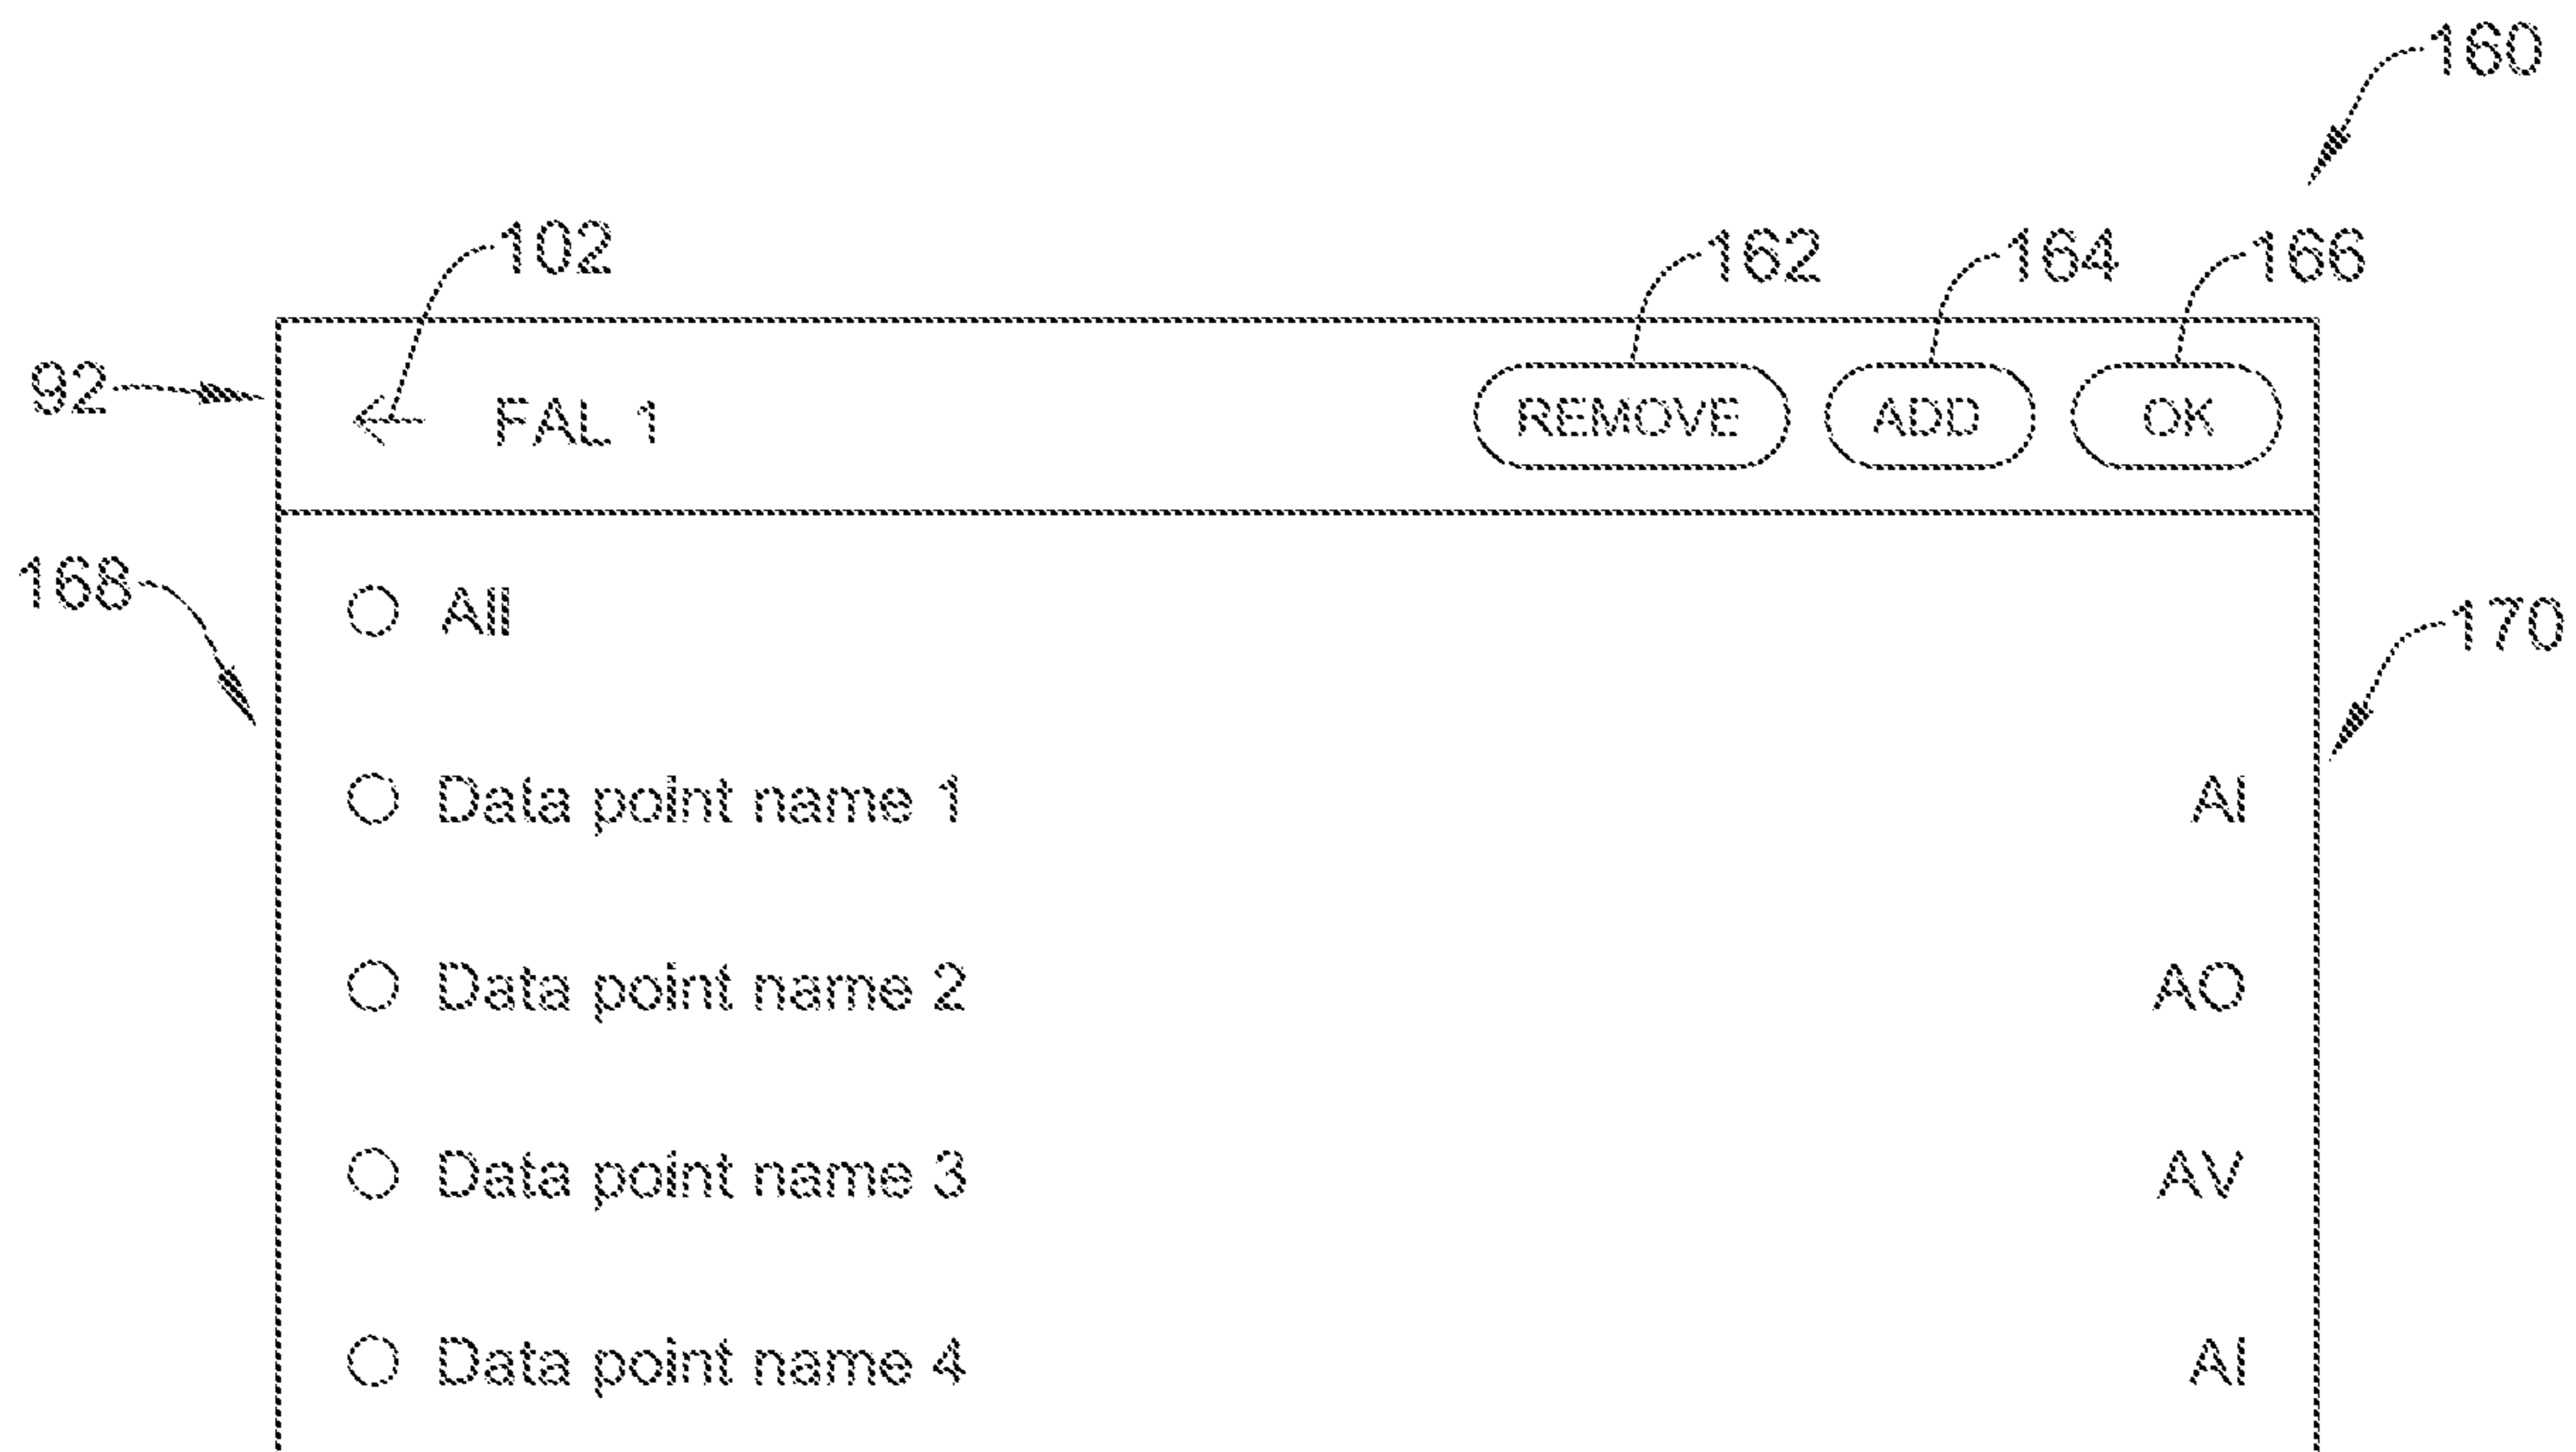 160
102 162 164 166
92 FAL 1 REMOVE ADD OK
168 All
170
Data point name 1 AI
Data point name 2 AO
Data point name 3 AV
Data point name 4 AI